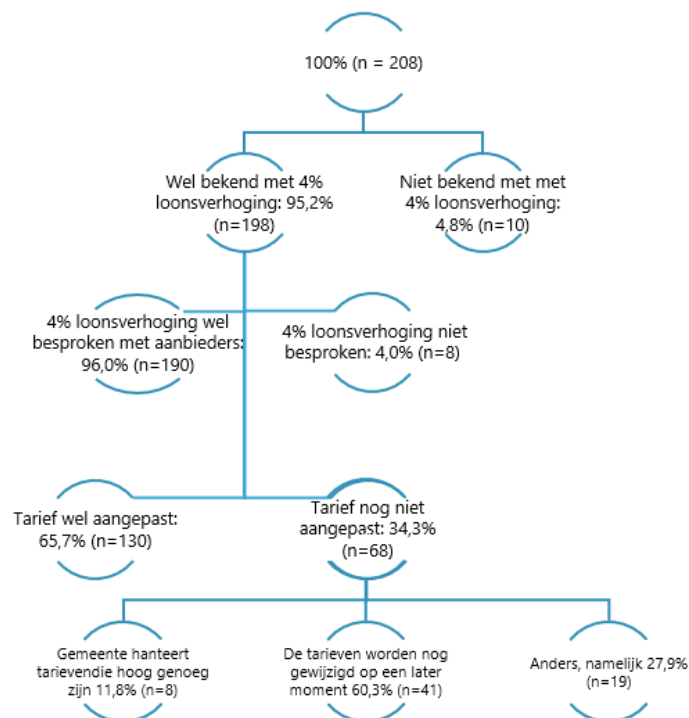 100% (n = 208)
Wel bekend met 4%
loonsverhoging: 95,2%
(n=198)
Niet bekend met met
4% loonsverhoging:
4,8% (n=10)
4% loonsverhoging wel
besproken met aanbieders:
96,0% (n=190)
4% loonsverhoging niet
besproken: 4,0% (n=8)
Tarief wel aangepast:
65,7% (n=130)
Tarief nog niet
aangepast: 34,3%
(n=68)
Gemeente hanteert
tarievendie hoog genoeg
zijn 11,8% (n=8)
De tarieven worden nog
gewijzigd op een later
moment 60,3% (n=41)
Anders, namelijk 27,9%
(n=19)